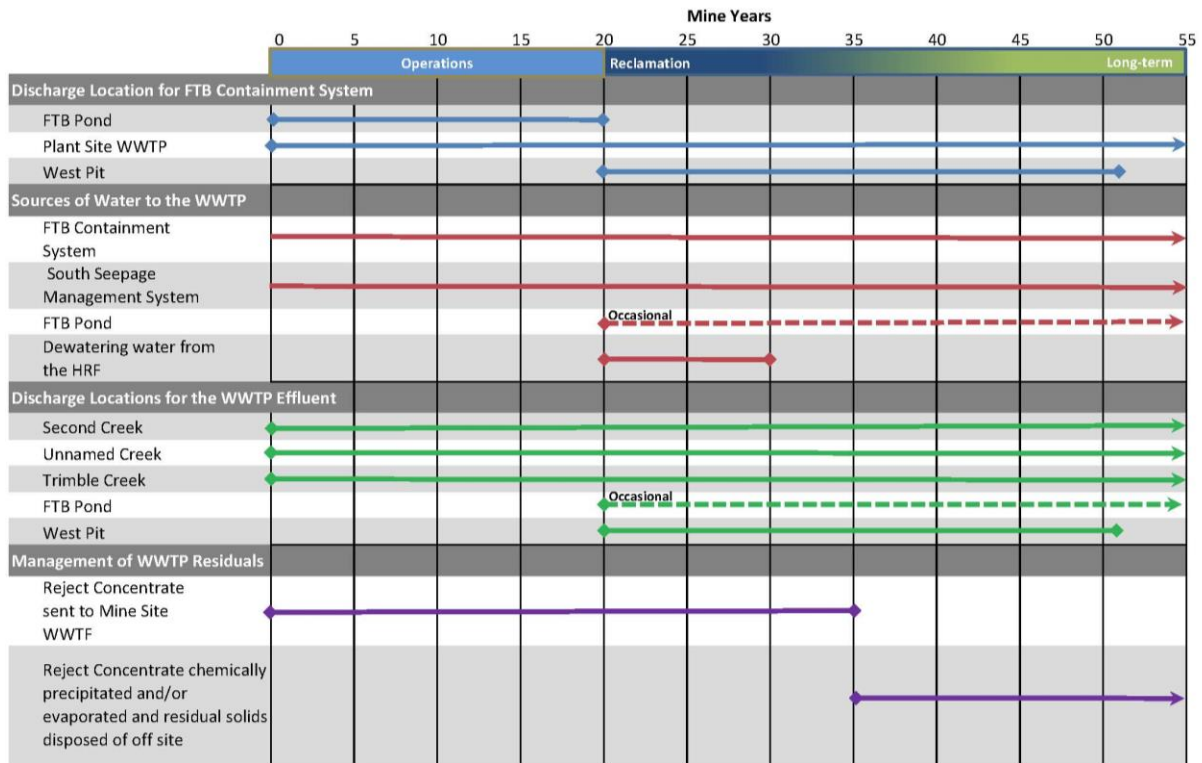 Mine Years
0 5 10 15 20 25 30 35 40 45 50 55
Operations Reclamation Long-term
Discharge Location for FTB Containment System
FTB Pond
Plant Site WWTP
West Pit
Sources of Water to the WWTP
FTB Containment
System
South Seepage
Management System
FTB Pond Occasional
Dewatering water from
the HRF
Discharge Locations for the WWTP Effluent
Second Creek
Unnamed Creek
Trimble Creek
FTB Pond Occasional
West Pit
Management of WWTP Residuals
Reject Concentrate
sent to Mine Site
WWTF
Reject Concentrate chemically
precipitated and/or
evaporated and residual solids
disposed of off site